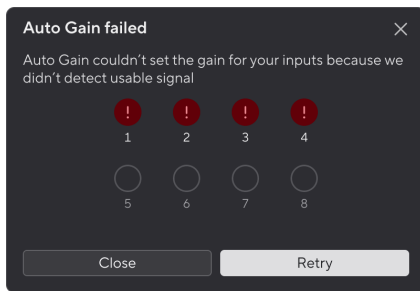 Auto Gain failed
Auto Gain couldn’t set the gain for your inputs because we
didn’t detect usable signal
! ! ! !
1 2 3 4
5 6 7 8
Close Retry